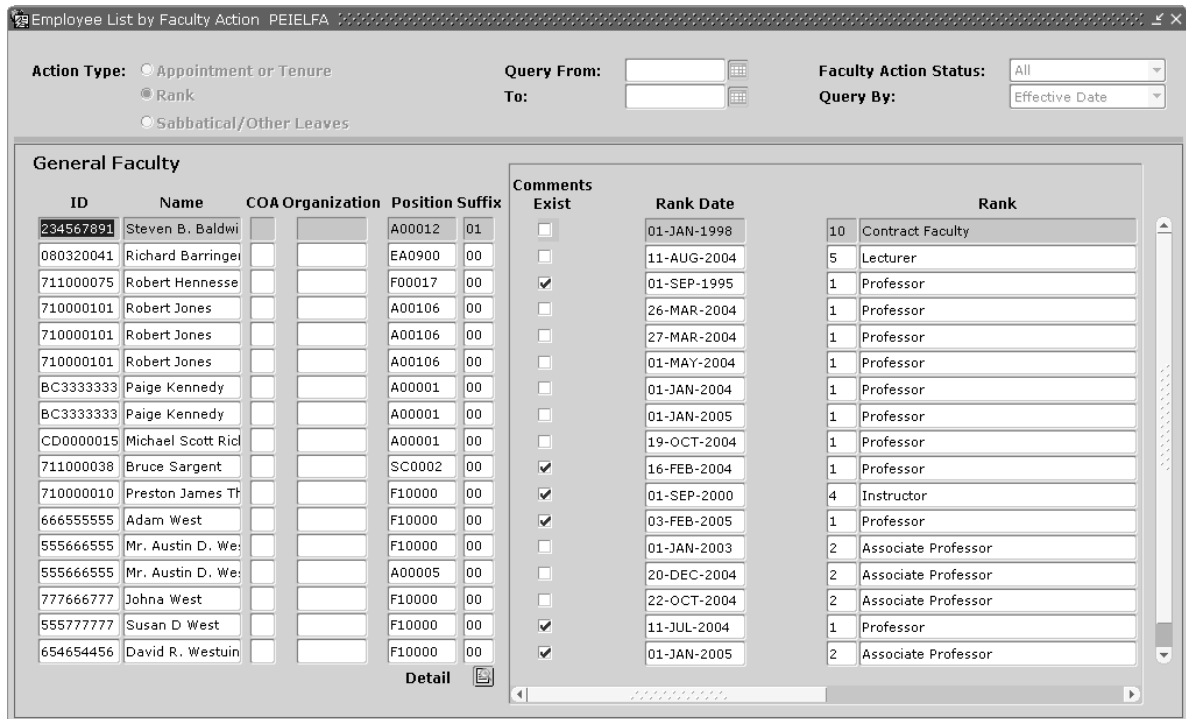 Employee List by Faculty Action PEIELFA
Action Type: Appointment or Tenure Query From: Faculty Action Status: All
Rank To: Query By: Effective Date
Sabbatical/Other Leaves
General Faculty
Comments
ID Name COA Organization Position Suffix Exist Rank Date Rank
234567891 Steven B. Baldwi A00012 01 01-JAN-1998 10 Contract Faculty
080320041 Richard Barringer EA0900 00 11-AUG-2004 5 Lecturer
711000075 Robert Hennesse F00017 00 01-SEP-1995 1 Professor
710000101 Robert Jones A00106 00 26-MAR-2004 1 Professor
710000101 Robert Jones A00106 00 27-MAR-2004 1 Professor
710000101 Robert Jones A00106 00 01-MAY-2004 1 Professor
BC3333333 Paige Kennedy A00001 00 01-JAN-2004 1 Professor
BC3333333 Paige Kennedy A00001 00 01-JAN-2005 1 Professor
CD0000015 Michael Scott Ricl A00001 00 19-OCT-2004 1 Professor
711000038 Bruce Sargent SC0002 00 16-FEB-2004 1 Professor
710000010 Preston James Th F10000 00 01-SEP-2000 4 Instructor
666555555 Adam West F10000 00 03-FEB-2005 1 Professor
555666555 Mr. Austin D. Wes F10000 00 01-JAN-2003 2 Associate Professor
555666555 Mr. Austin D. Wes A00005 00 20-DEC-2004 2 Associate Professor
777666777 Johna West F10000 00 22-OCT-2004 2 Associate Professor
555777777 Susan D West F10000 00 11-JUL-2004 1 Professor
654654456 David R. Westuin F10000 00 01-JAN-2005 2 Associate Professor
Detail